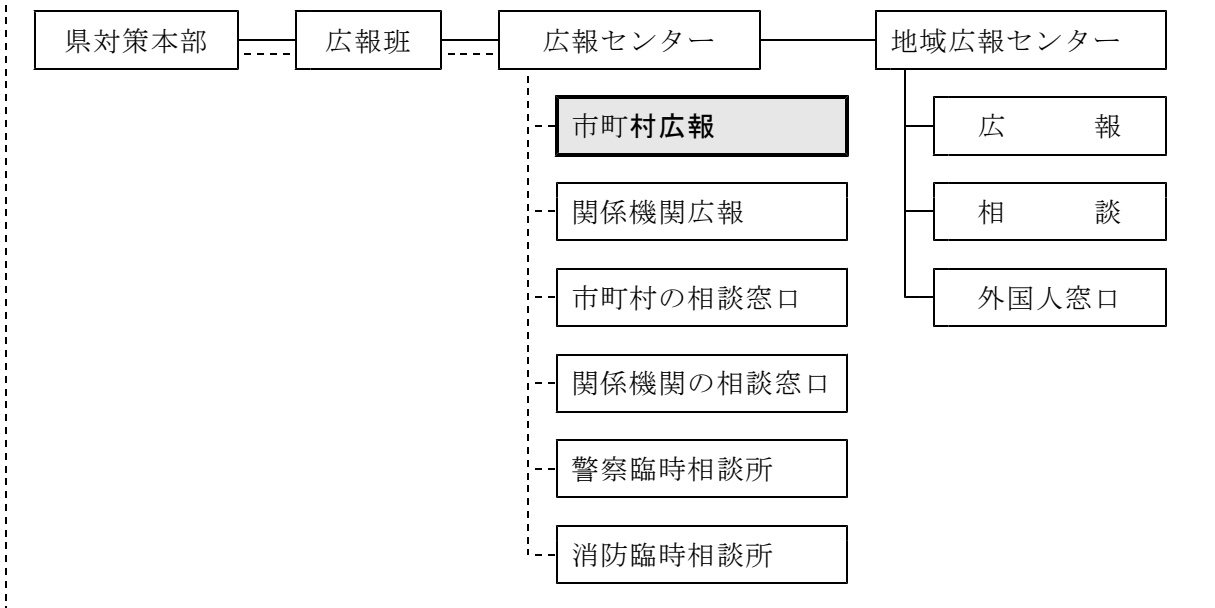 県対策本部
広報班
広報センター
地域広報センター
市町村広報
広　報
関係機関広報
相　談
市町村の相談窓口
外国人窓口
関係機関の相談窓口
警察臨時相談所
消防臨時相談所